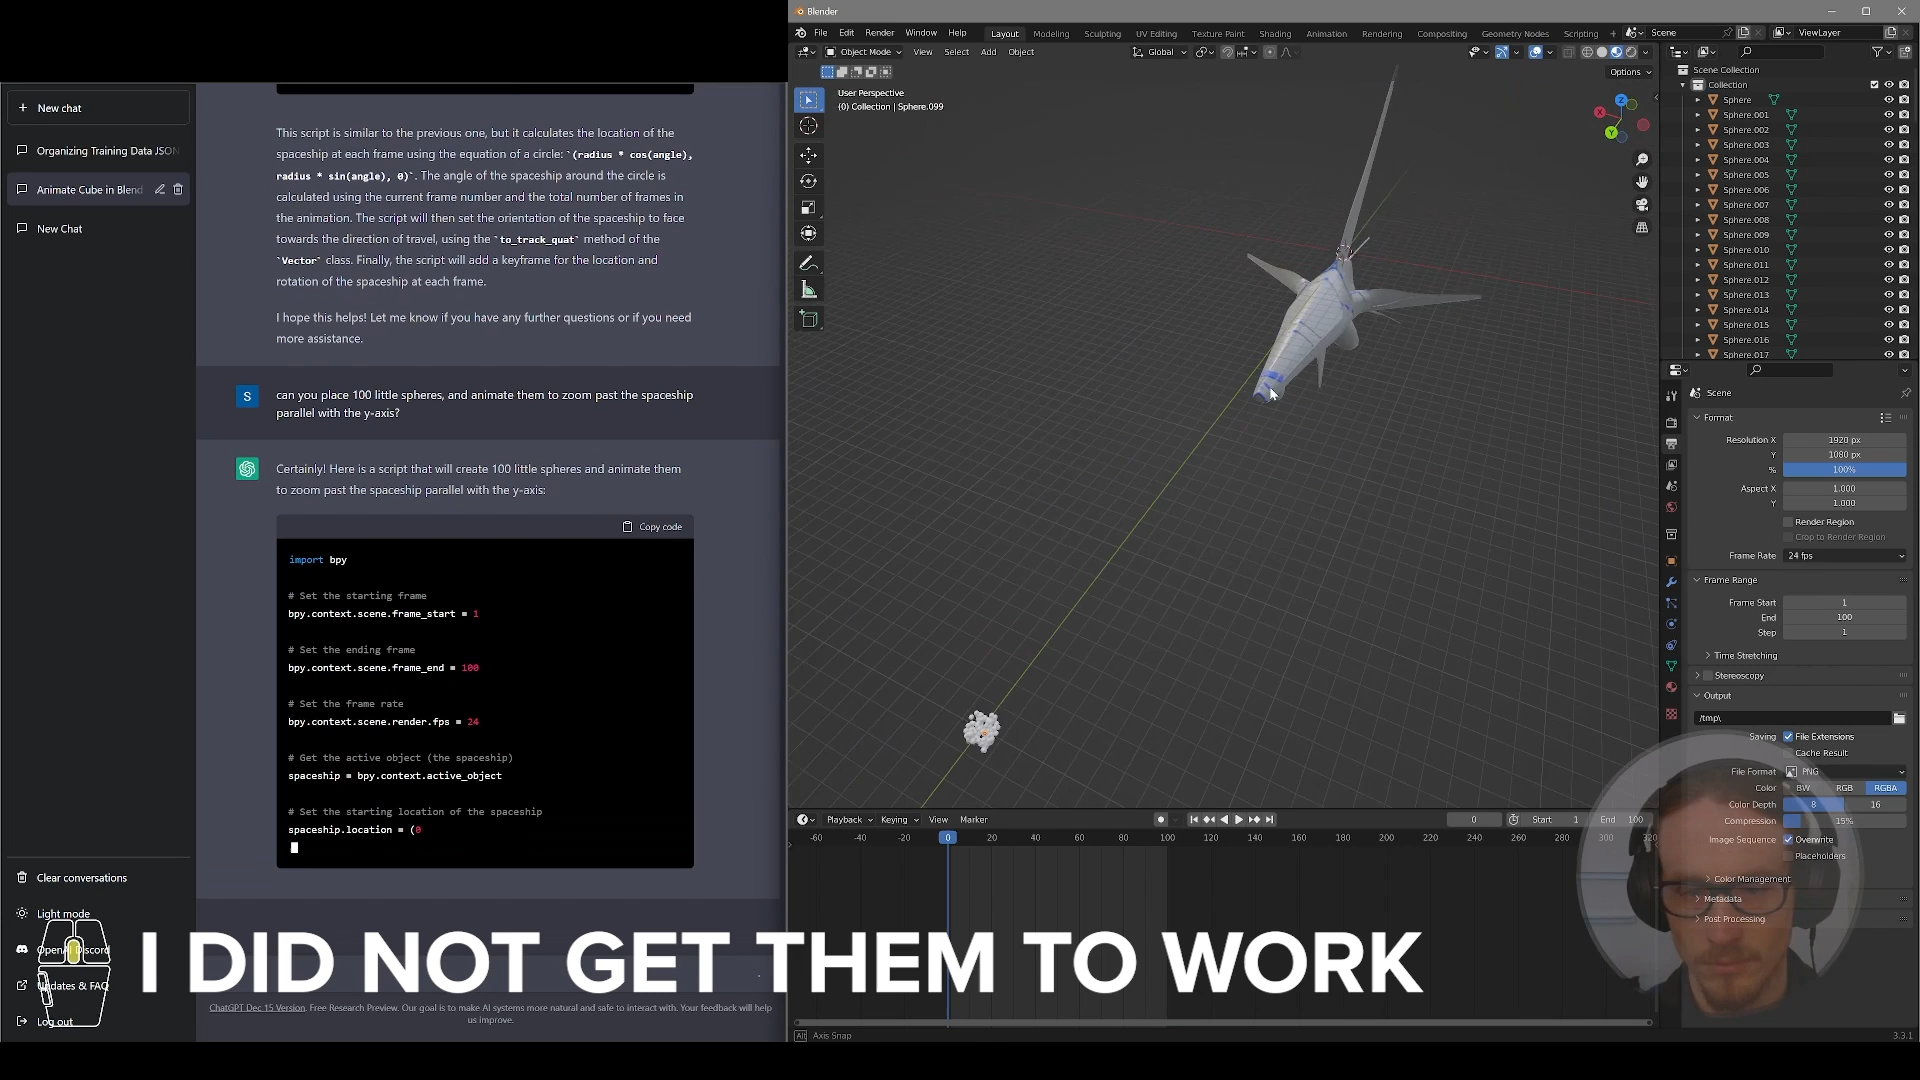 Blender
File Edit Render Window Help
Layout Modeling Sculpting UV Editing Texture Paint Shading Animation Rendering Compositing Geometry Nodes Scripting +
Scene
ViewLayer
Object Mode
View Select Add Object
Global
Options
User Perspective
(0) Collection | Sphere.099
Z
X
Y
+ New chat
Organizing Training Data JSON
Animate Cube in Blend
New Chat
This script is similar to the previous one, but it calculates the location of the
spaceship at each frame using the equation of a circle: `(radius * cos(angle),
radius * sin(angle), 0)`. The angle of the spaceship around the circle is
calculated using the current frame number and the total number of frames in
the animation. The script will then set the orientation of the spaceship to face
towards the direction of travel, using the `to_track_quat` method of the
`Vector` class. Finally, the script will add a keyframe for the location and
rotation of the spaceship at each frame.
I hope this helps! Let me know if you have any further questions or if you need
more assistance.
S
can you place 100 little spheres, and animate them to zoom past the spaceship
parallel with the y-axis?
Certainly! Here is a script that will create 100 little spheres and animate them
to zoom past the spaceship parallel with the y-axis:
Copy code
import bpy
# Set the starting frame
bpy.context.scene.frame_start = 1
# Set the ending frame
bpy.context.scene.frame_end = 100
# Set the frame rate
bpy.context.scene.render.fps = 24
# Get the active object (the spaceship)
spaceship = bpy.context.active_object
# Set the starting location of the spaceship
spaceship.location = (0
Clear conversations
Light mode
OpenAI Discord
Updates & FAQ
Log out
ChatGPT Dec 15 Version. Free Research Preview. Our goal is to make AI systems more natural and safe to interact with. Your feedback will help
us improve.
Scene Collection
Collection
Sphere
Sphere.001
Sphere.002
Sphere.003
Sphere.004
Sphere.005
Sphere.006
Sphere.007
Sphere.008
Sphere.009
Sphere.010
Sphere.011
Sphere.012
Sphere.013
Sphere.014
Sphere.015
Sphere.016
Sphere.017
Scene
Format
Resolution X 1920 px
Y 1080 px
% 100%
Aspect X 1.000
Y 1.000
Render Region
Crop to Render Region
Frame Rate 24 fps
Frame Range
Frame Start 1
End 100
Step 1
Time Stretching
Stereoscopy
Output
/tmp\
Saving File Extensions
Cache Result
File Format PNG
Color BW RGB RGBA
Color Depth 8 16
Compression 15%
Image Sequence Overwrite
Placeholders
Color Management
Metadata
Post Processing
Playback Keying View Marker
0 Start 1 End 100
-60 -40 -20 0 20 40 60 80 100 120 140 160 180 200 220 240 260 280 300 320
I DID NOT GET THEM TO WORK
Alt Axis Snap
3.3.1